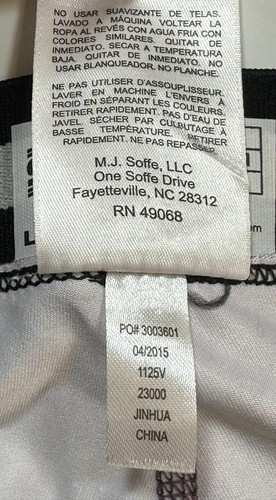 NO USAR SUAVIZANTE DE TELAS.
LAVADO A MÁQUINA VOLTEAR LA
ROPA AL REVÉS CON AGUA FRIA CON
COLORES SIMILARES. QUITAR DE
INMEDIATO. SECAR A TEMPERATURA
BAJA. QUITAR DE INMEDIATO. NO
USAR BLANQUEADOR. NO PLANCHE.
NE PAS UTILISER D'ASSOUPLISSEUR.
LAVER EN MACHINE L'ENVERS À
FROID EN SÉPARANT LES COULEURS.
RETIRER RAPIDEMENT. PAS D'EAU DE
JAVEL. SÉCHER PAR CULBUTAGE À
BASSE TEMPÉRATURE. RETIRER
RAPIDEMENT. NE PAS REPASSER.
M.J. Soffe, LLC
One Soffe Drive
Fayetteville, NC 28312
RN 49068
PO# 3003601
04/2015
1125V
23000
JINHUA
CHINA